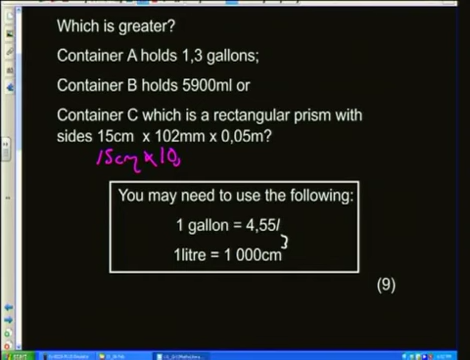 Which is greater?
Container A holds 1,3 gallons;
Container B holds 5900ml or
Container C which is a rectangular prism with
sides 15cm x 102mm x 0,05m?
15cm x 10,
You may need to use the following:
1 gallon = 4,55l
1litre = 1 000cm3
(9)